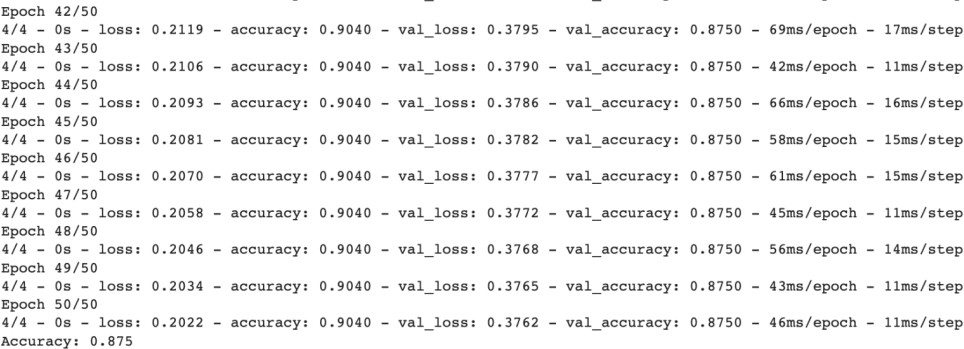 Epoch 42/50
4/4 - 0s - loss: 0.2119 - accuracy: 0.9040 - val_loss: 0.3795 - val_accuracy: 0.8750 - 69ms/epoch - 17ms/step
Epoch 43/50
4/4 - 0s - loss: 0.2106 - accuracy: 0.9040 - val_loss: 0.3790 - val_accuracy: 0.8750 - 42ms/epoch - 11ms/step
Epoch 44/50
4/4 - 0s - loss: 0.2093 - accuracy: 0.9040 - val_loss: 0.3786 - val_accuracy: 0.8750 - 66ms/epoch - 16ms/step
Epoch 45/50
4/4 - 0s - loss: 0.2081 - accuracy: 0.9040 - val_loss: 0.3782 - val_accuracy: 0.8750 - 58ms/epoch - 15ms/step
Epoch 46/50
4/4 - 0s - loss: 0.2070 - accuracy: 0.9040 - val_loss: 0.3777 - val_accuracy: 0.8750 - 61ms/epoch - 15ms/step
Epoch 47/50
4/4 - 0s - loss: 0.2058 - accuracy: 0.9040 - val_loss: 0.3772 - val_accuracy: 0.8750 - 45ms/epoch - 11ms/step
Epoch 48/50
4/4 - 0s - loss: 0.2046 - accuracy: 0.9040 - val_loss: 0.3768 - val_accuracy: 0.8750 - 56ms/epoch - 14ms/step
Epoch 49/50
4/4 - 0s - loss: 0.2034 - accuracy: 0.9040 - val_loss: 0.3765 - val_accuracy: 0.8750 - 43ms/epoch - 11ms/step
Epoch 50/50
4/4 - 0s - loss: 0.2022 - accuracy: 0.9040 - val_loss: 0.3762 - val_accuracy: 0.8750 - 46ms/epoch - 11ms/step
Accuracy: 0.875